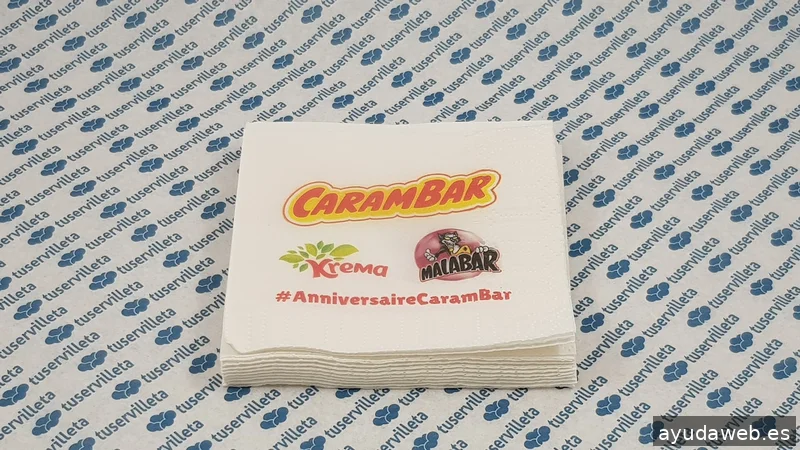 CARAMBAR
Krema
MALABAR
#AnniversaireCaramBar
tuservilleta
ayudaweb.es